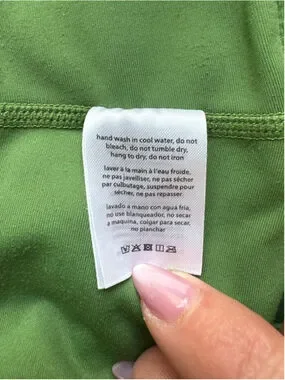 hand wash in cool water, do not
bleach, do not tumble dry,
hang to dry, do not iron
laver à la main à l'eau froide,
ne pas javelliser, ne pas sécher
par culbutage, suspendre pour
sécher, ne pas repasser
lavado a mano con agua fria,
no use blanqueador, no secar
a maquina, colgar para secar,
no planchar